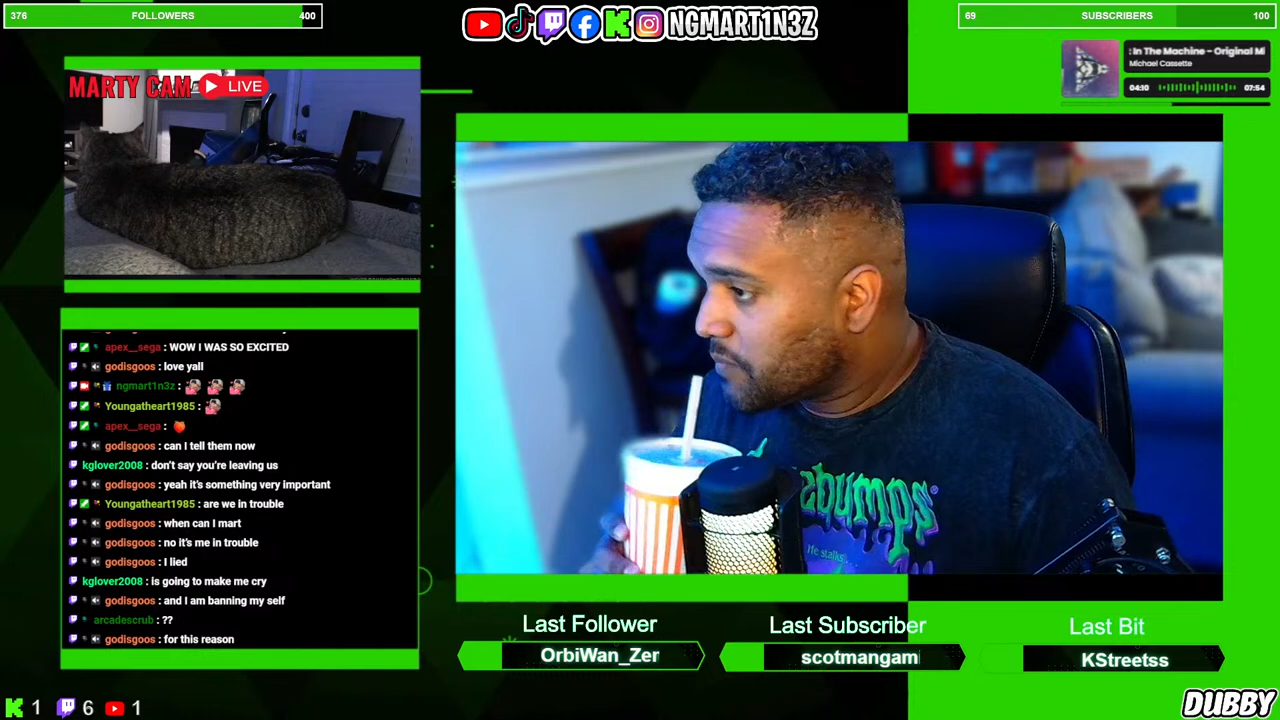 376
FOLLOWERS
400
NGMART1N3Z
69
SUBSCRIBERS
100
: In The Machine - Original Mi
Michael Cassette
04:10
07:54
MARTY CAM
LIVE
apex__sega : WOW I WAS SO EXCITED
godisgoos : love yall
ngmart1n3z :
Youngatheart1985 :
apex__sega :
godisgoos : can I tell them now
kglover2008 : don't say you're leaving us
godisgoos : yeah it's something very important
Youngatheart1985 : are we in trouble
godisgoos : when can I mart
godisgoos : no it's me in trouble
godisgoos : I lied
kglover2008 : is going to make me cry
godisgoos : and I am banning my self
arcadescrub : ??
godisgoos : for this reason
ebumps
He stalks
Last Follower
OrbiWan_Zer
Last Subscriber
scotmangami
Last Bit
KStreetss
1
6
1
DUBBY